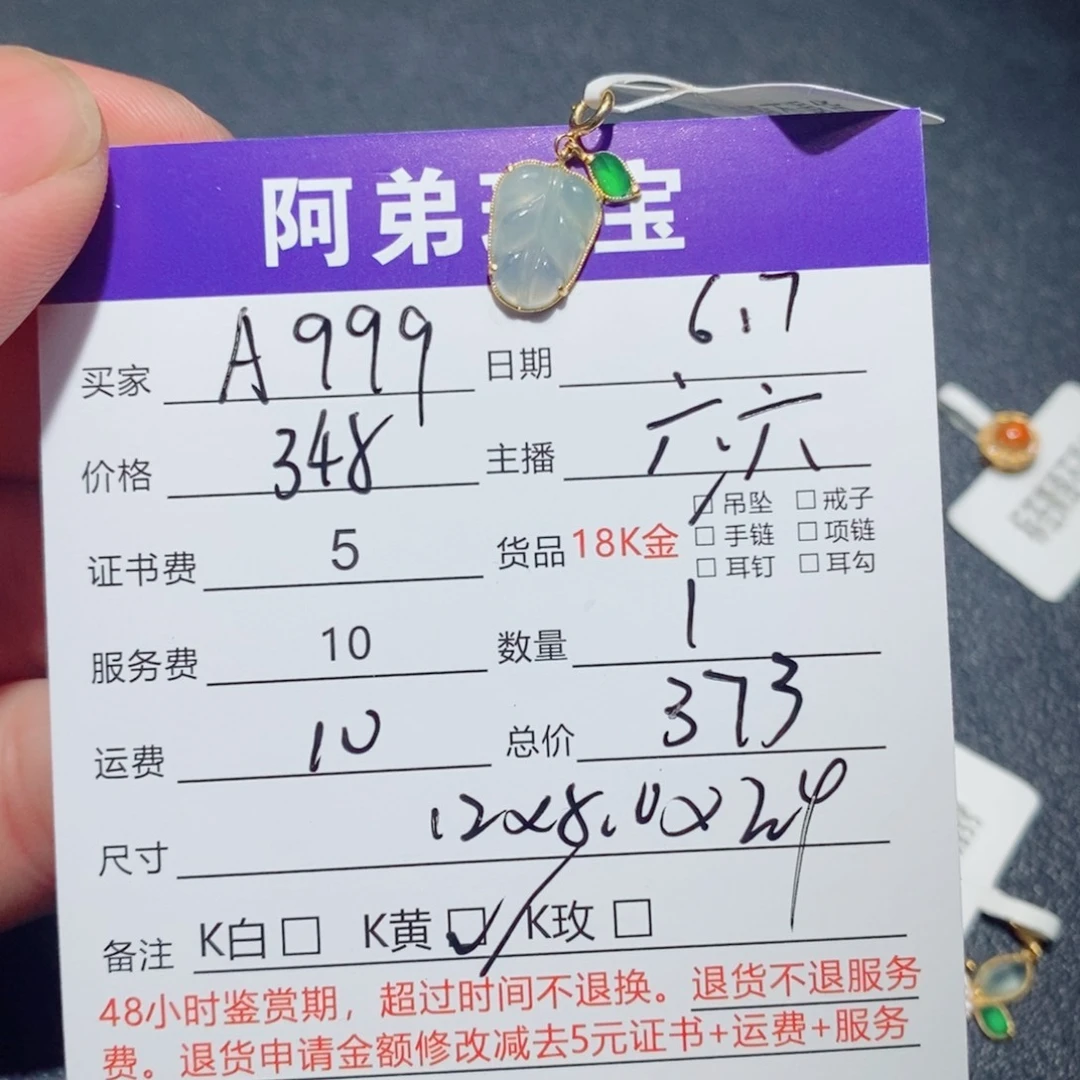 阿弟 宝
买家 A999 日期 6.7
价格 348 主播 六六
证书费 5 货品 18K金 □吊坠 □戒子
□手链 □项链
□耳钉 □耳勾
服务费 10 数量 1
运费 10 总价 373
尺寸 12×8.0×2.4
备注 K白□ K黄☑ K玫□
48小时鉴赏期，超过时间不退换。退货不退服务
费。退货申请金额修改减去5元证书+运费+服务